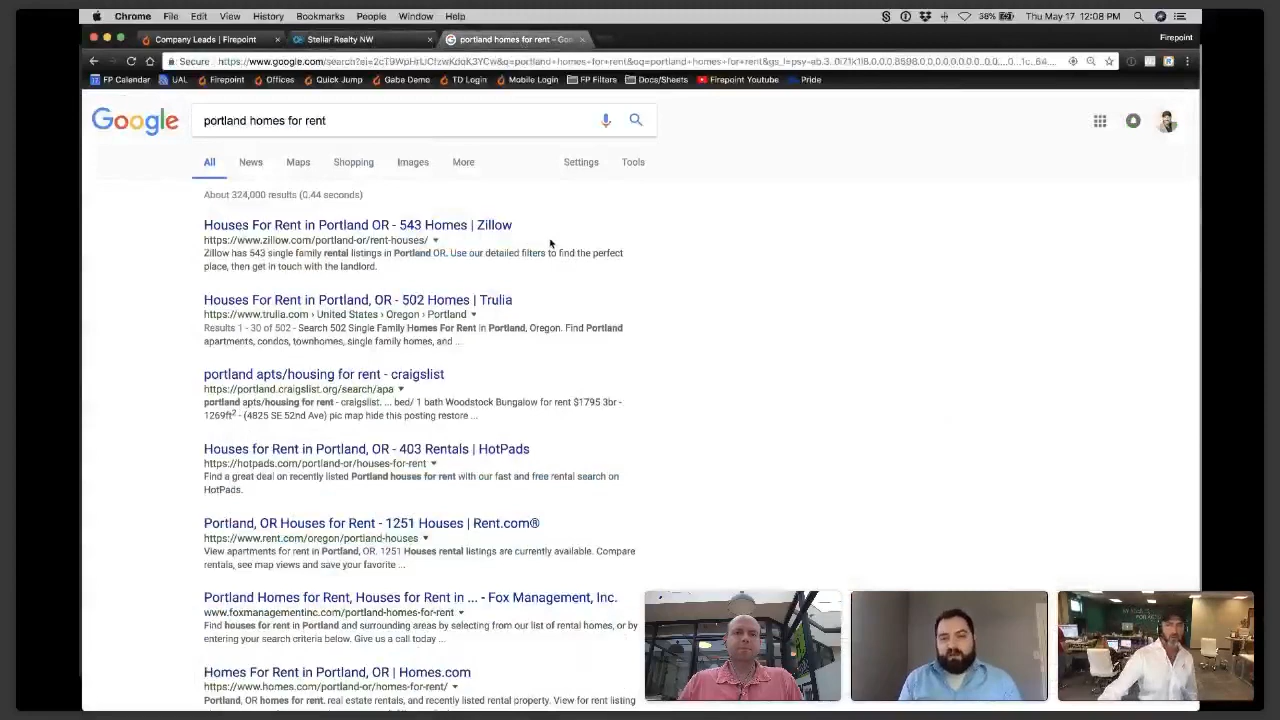 Chrome File Edit View History Bookmarks People Window Help 38% Thu May 17 12:08 PM
Company Leads | Firepoint Stellar Realty NW portland homes for rent - Goo Firepoint
Secure
FP Calendar UAL Firepoint Offices Quick Jump Gabe Demo TD Login Mobile Login FP Filters Docs/Sheets Firepoint Youtube Pride
Google portland homes for rent
All News Maps Shopping Images More Settings Tools
About 324,000 results (0.44 seconds)
Houses For Rent in Portland OR - 543 Homes | Zillow
https://www.zillow.com/portland-or/rent-houses/
Zillow has 543 single family rental listings in Portland OR. Use our detailed filters to find the perfect
place, then get in touch with the landlord.
Houses For Rent in Portland, OR - 502 Homes | Trulia
https://www.trulia.com › United States › Oregon › Portland
Results 1 - 30 of 502 - Search 502 Single Family Homes For Rent in Portland, Oregon. Find Portland
apartments, condos, townhomes, single family homes, and ...
portland apts/housing for rent - craigslist
https://portland.craigslist.org/search/apa
portland apts/housing for rent - craigslist. ... bed/ 1 bath Woodstock Bungalow for rent $1795 3br -
1269ft² - (4825 SE 52nd Ave) pic map hide this posting restore ...
Houses for Rent in Portland, OR - 403 Rentals | HotPads
https://hotpads.com/portland-or/houses-for-rent
Find a great deal on recently listed Portland houses for rent with our fast and free rental search on
HotPads.
Portland, OR Houses for Rent - 1251 Houses | Rent.com®
https://www.rent.com/oregon/portland-houses
View apartments for rent in Portland, OR. 1251 Houses rental listings are currently available. Compare
rentals, see map views and save your favorite ...
Portland Homes for Rent, Houses for Rent in ... - Fox Management, Inc.
www.foxmanagementinc.com/portland-homes-for-rent
Find houses for rent in Portland and surrounding areas by selecting from our list of rental homes, or by
entering your search criteria below. Give us a call today ...
Homes For Rent in Portland, OR | Homes.com
https://www.homes.com/portland-or/homes-for-rent/
Portland, OR homes for rent, real estate rentals, and recently listed rental property. View for rent listing